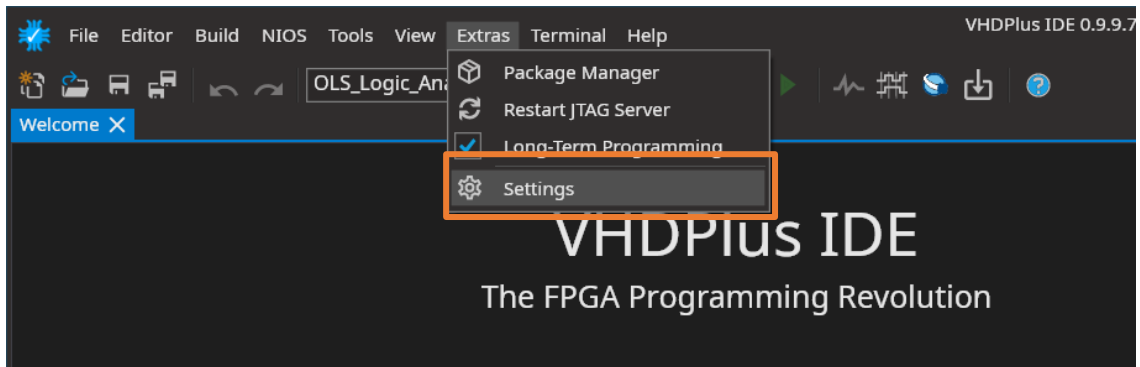 File Editor Build NIOS Tools View Extras Terminal Help
VHDPlus IDE 0.9.9.7
OLS_Logic_Ana
Welcome
Package Manager
Restart JTAG Server
Long-Term Programming
Settings
VHDPlus IDE
The FPGA Programming Revolution